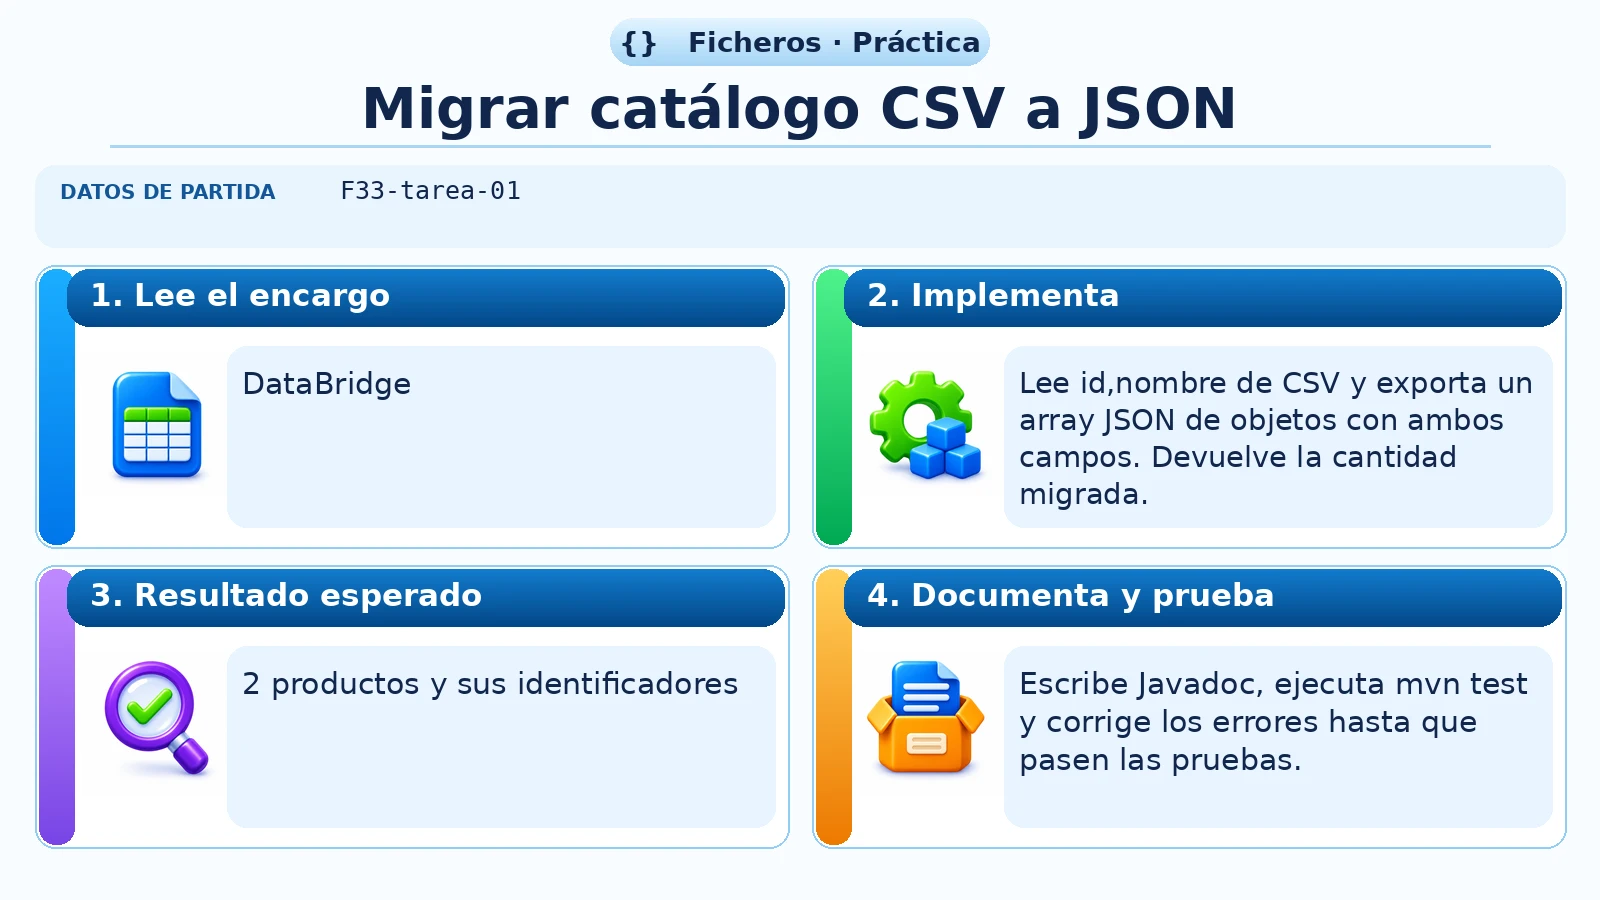 {} Ficheros · Práctica
Migrar catálogo CSV a JSON
DATOS DE PARTIDA F33-tarea-01
1. Lee el encargo
DataBridge
2. Implementa
Lee id,nombre de CSV y exporta un
array JSON de objetos con ambos
campos. Devuelve la cantidad
migrada.
3. Resultado esperado
2 productos y sus identificadores
4. Documenta y prueba
Escribe Javadoc, ejecuta mvn test
y corrige los errores hasta que
pasen las pruebas.